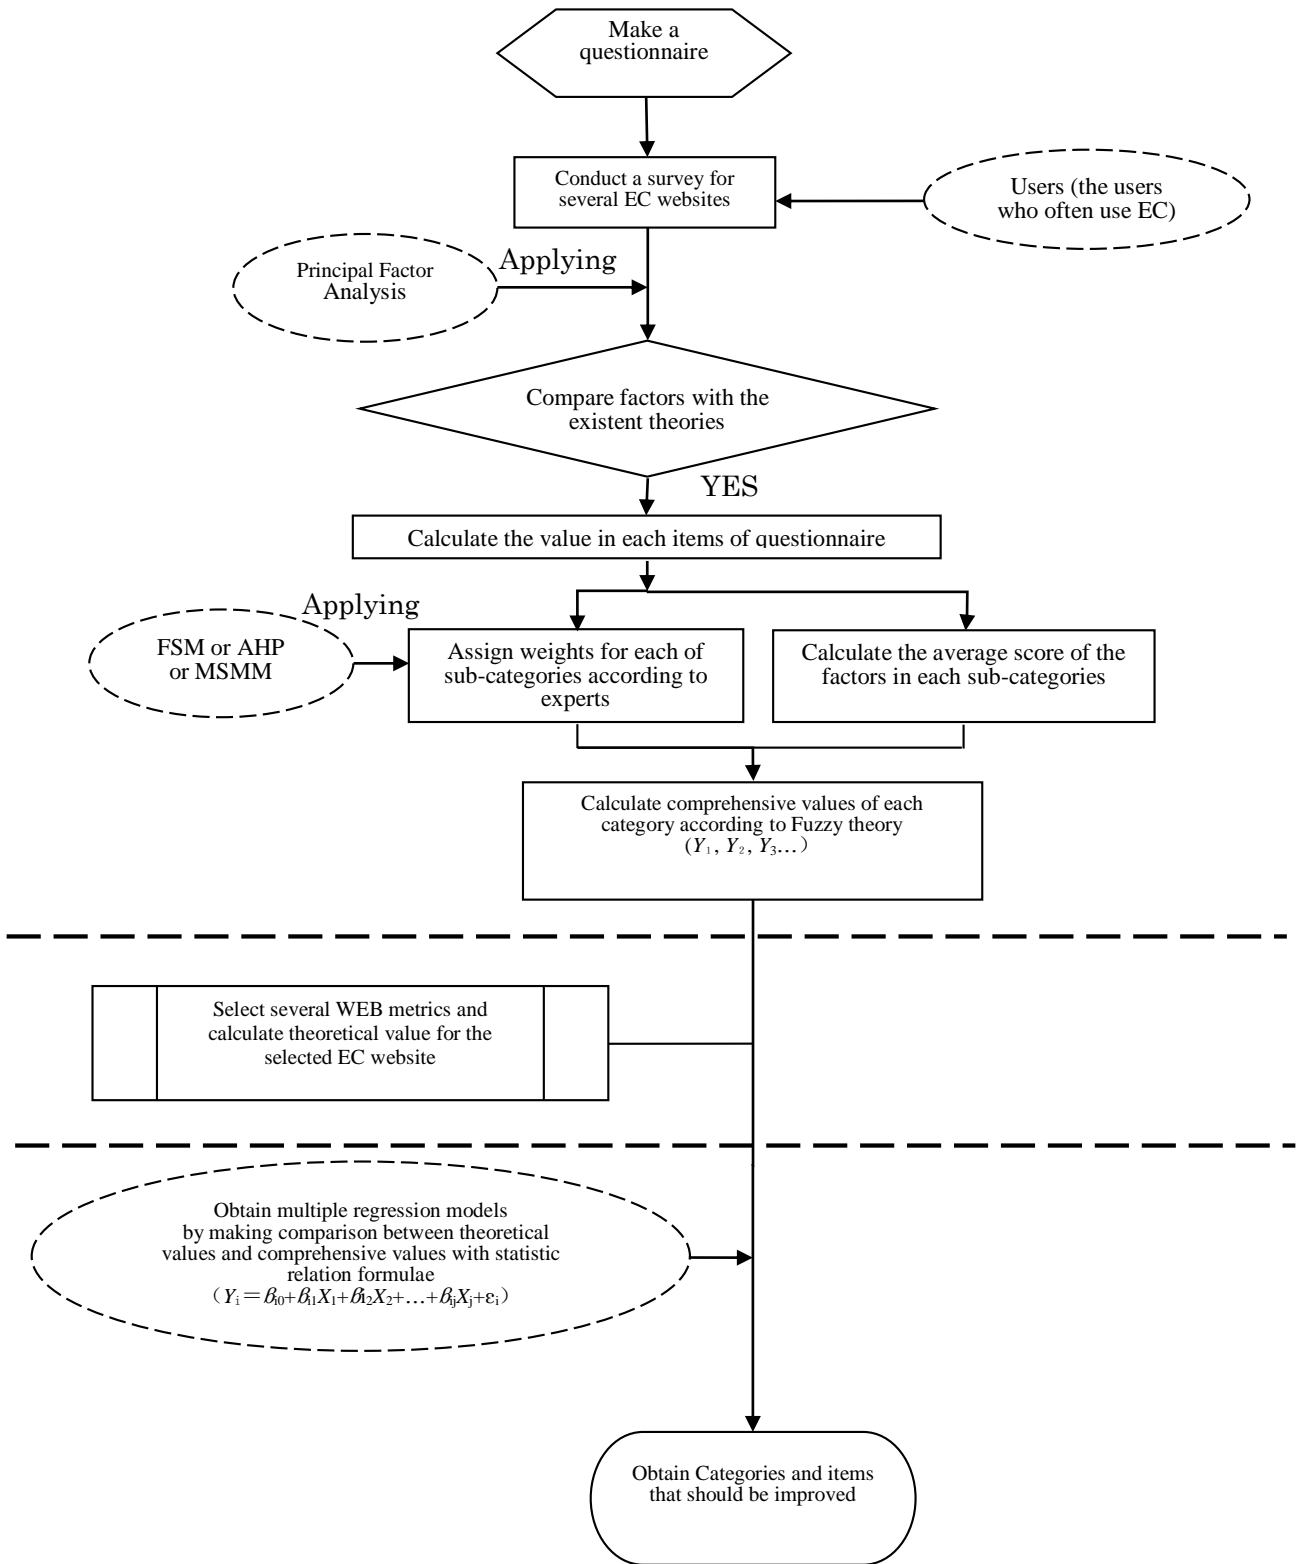 Make a
questionnaire
Conduct a survey for
several EC websites
Users (the users
who often use EC)
Applying
Principal Factor
Analysis
Compare factors with the
existent theories
YES
Calculate the value in each items of questionnaire
Applying
FSM or AHP
or MSMM
Assign weights for each of
sub-categories according to
experts
Calculate the average score of the
factors in each sub-categories
Calculate comprehensive values of each
category according to Fuzzy theory
(Y₁, Y₂, Y₃…)
Select several WEB metrics and
calculate theoretical value for the
selected EC website
Obtain multiple regression models
by making comparison between theoretical
values and comprehensive values with statistic
relation formulae
(Yᵢ=βᵢ₀+βᵢ₁X₁+βᵢ₂X₂+…+βᵢⱼXⱼ+εᵢ)
Obtain Categories and items
that should be improved